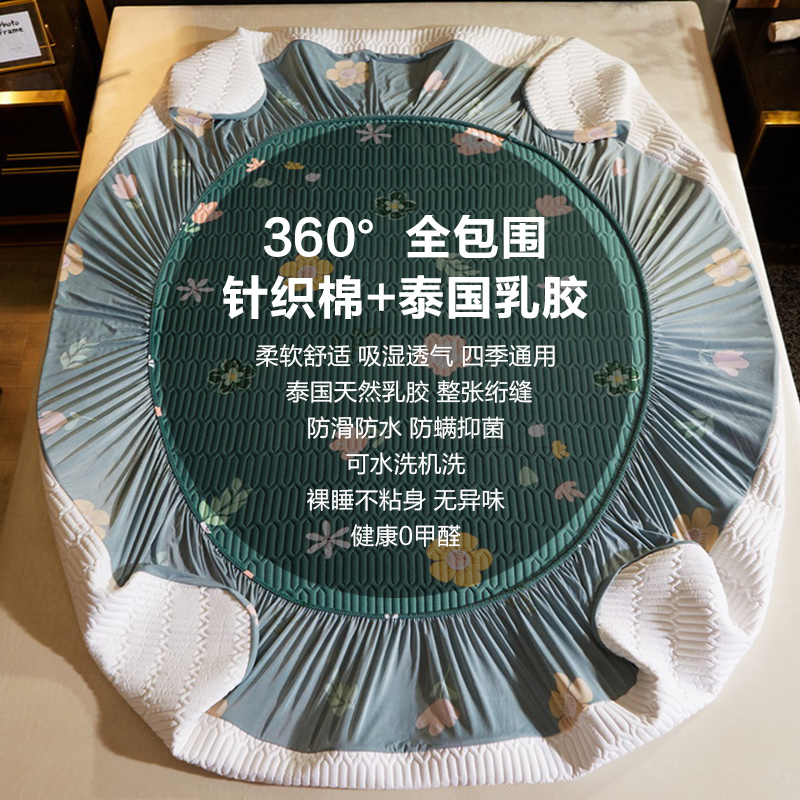 Photo
Frame
360° 全包围
针织棉+泰国乳胶
柔软舒适 吸湿透气 四季通用
泰国天然乳胶 整张绗缝
防滑防水 防螨抑菌
可水洗机洗
裸睡不粘身 无异味
健康0甲醛